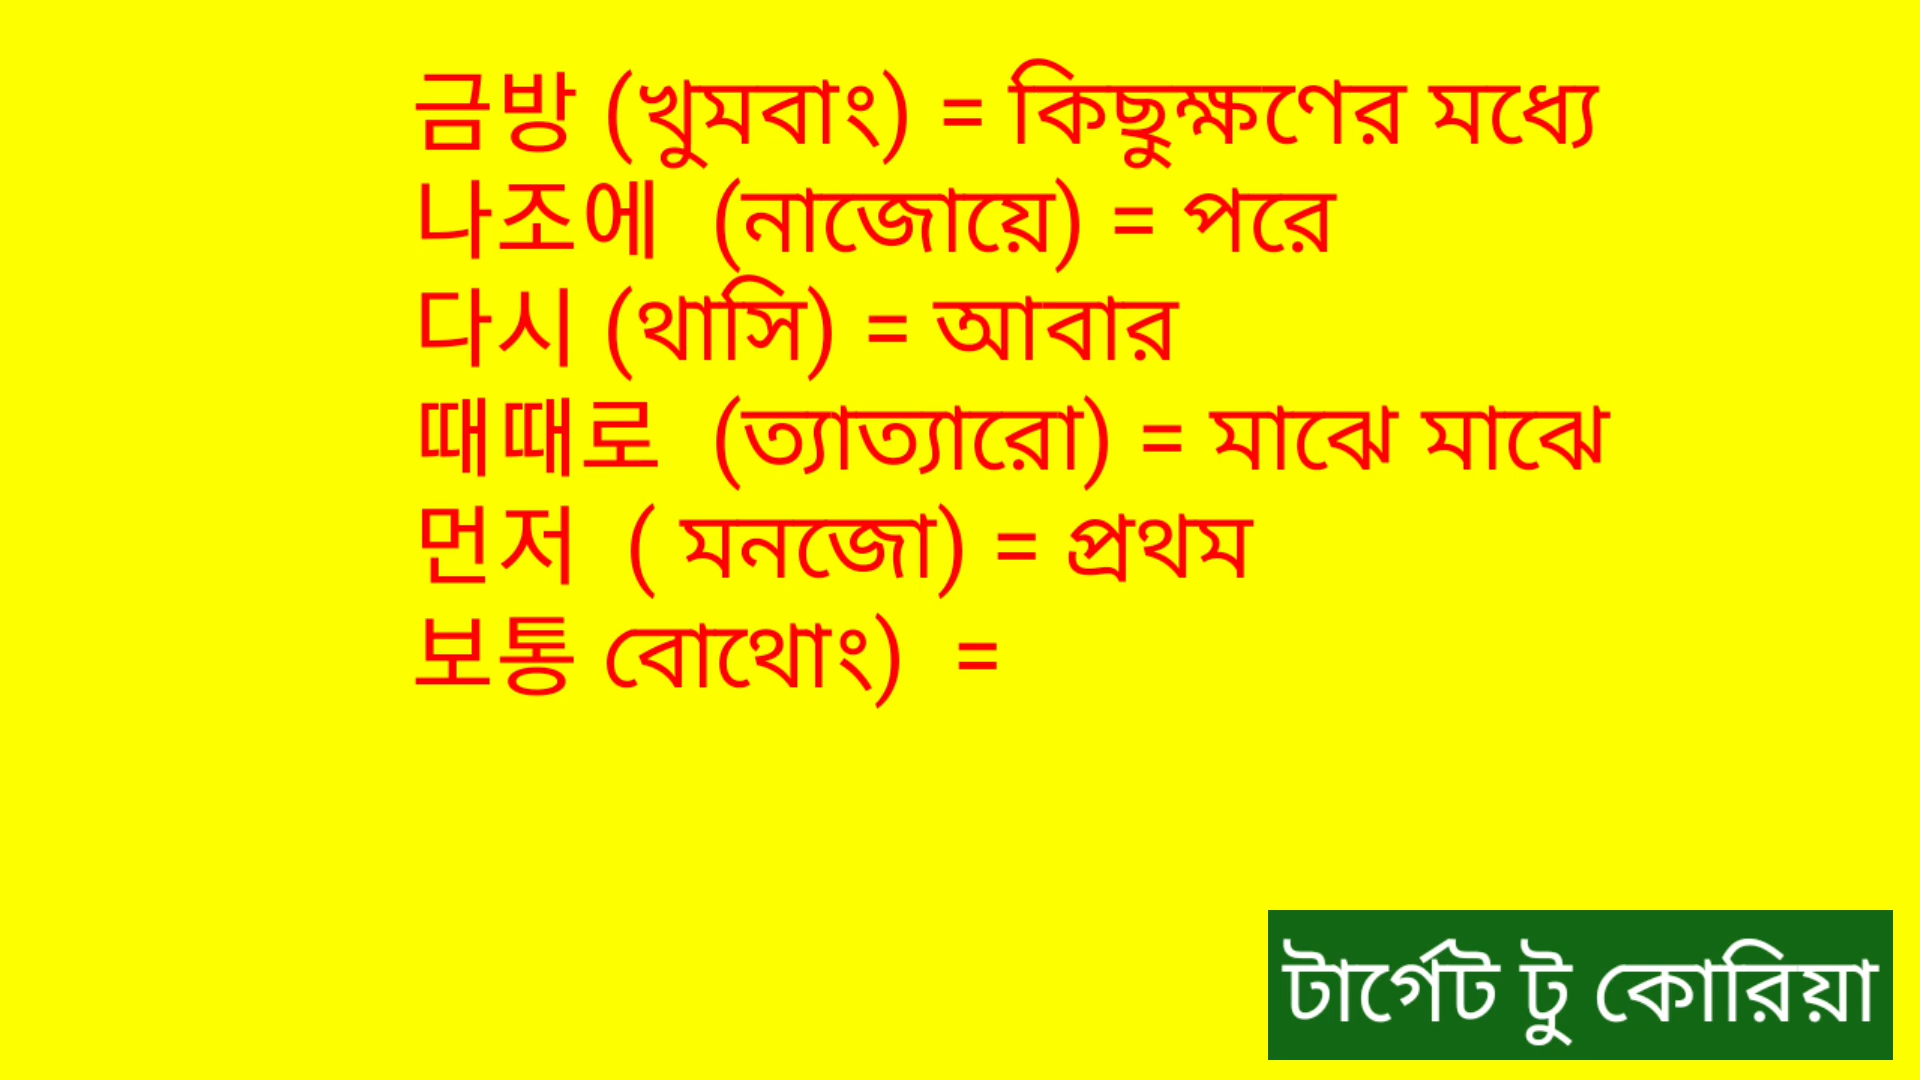 금방 (খুমবাং) = কিছুক্ষণের মধ্যে
나조에 (নাজোয়ে) = পরে
다시 (থাসি) = আবার
때때로 (ত্যাত্যারো) = মাঝে মাঝে
먼저 ( মনজো) = প্রথম
보통 বোথোং) =
টার্গেট টু কোরিয়া